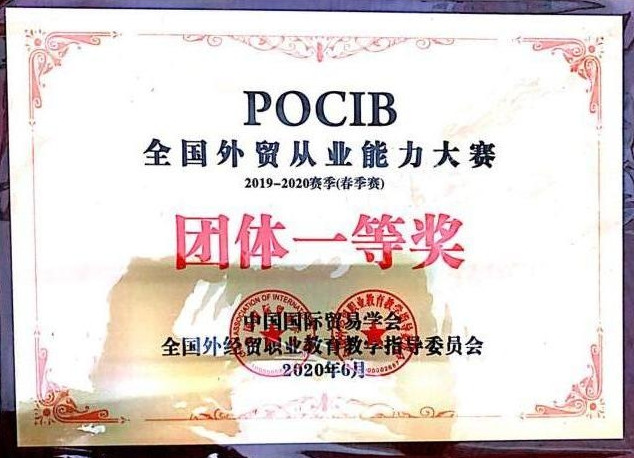 POCIB
全国外贸从业能力大赛
2019-2020赛季(春季赛)
团体一等奖
中国国际贸易学会
全国外经贸职业教育教学指导委员会
2020年6月